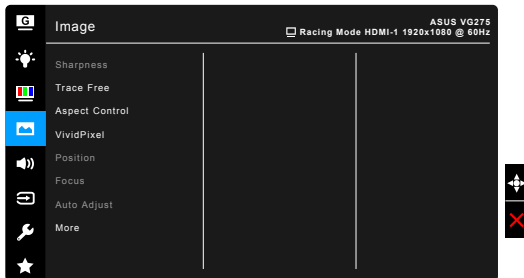 G
Image
ASUS VG275
Racing Mode HDMI-1 1920x1080 @ 60Hz
Sharpness
Trace Free
Aspect Control
VividPixel
Position
Focus
Auto Adjust
More